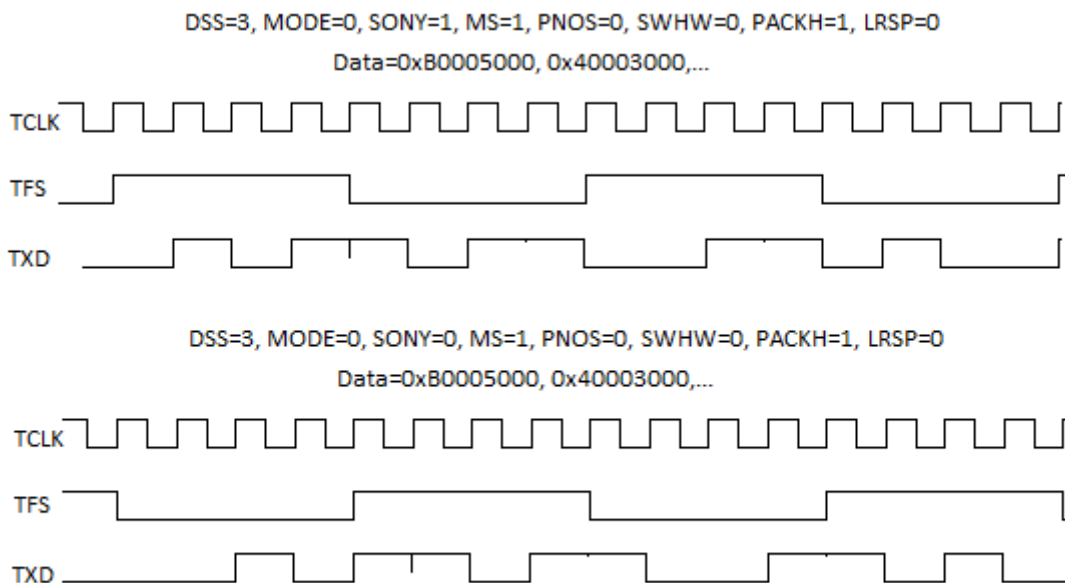 DSS=3, MODE=0, SONY=1, MS=1, PNOS=0, SWHW=0, PACKH=1, LRSP=0
Data=0xB0005000, 0x40003000,...
TCLK
TFS
TXD
DSS=3, MODE=0, SONY=0, MS=1, PNOS=0, SWHW=0, PACKH=1, LRSP=0
Data=0xB0005000, 0x40003000,...
TCLK
TFS
TXD